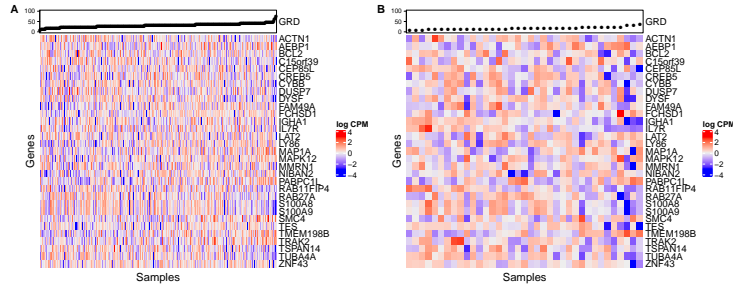 A
100
50
0
GRD
ACTN1
AEBP1
BCL2
C15orf39
CEP85L
CREB5
CYBB
DUSP7
DYSF
FAM49A
FCHSD1
IGHA1
IL7R
LAT2
LY86
MAP1A
MAPK12
MMRN1
NIBAN2
PABPC1L
RAB11FIP4
RAB27A
S100A8
S100A9
SMC4
TES
TMEM198B
TRAK2
TSPAN14
TUBA4A
ZNF43
Genes
Samples
log CPM
4
2
0
−2
−4
B
100
50
0
GRD
ACTN1
AEBP1
BCL2
C15orf39
CEP85L
CREB5
CYBB
DUSP7
DYSF
FAM49A
FCHSD1
IGHA1
IL7R
LAT2
LY86
MAP1A
MAPK12
MMRN1
NIBAN2
PABPC1L
RAB11FIP4
RAB27A
S100A8
S100A9
SMC4
TES
TMEM198B
TRAK2
TSPAN14
TUBA4A
ZNF43
Genes
Samples
log CPM
4
2
0
−2
−4